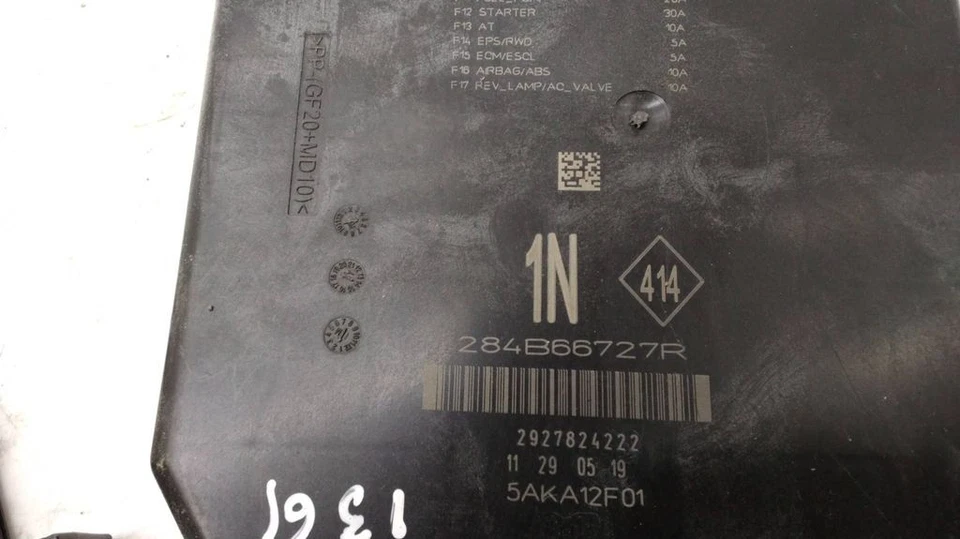 F12 STARTER 30A
F13 AT 10A
F14 EPS/RWD 5A
F15 ECM/ESCL 5A
F16 AIRBAG/ABS 10A
F17 REV_LAMP/AC_VALVE 10A
>PP-(GF20+MD10)<
1N
414
284B66727R
2927824222
11 29 05 19
5AKA12F01